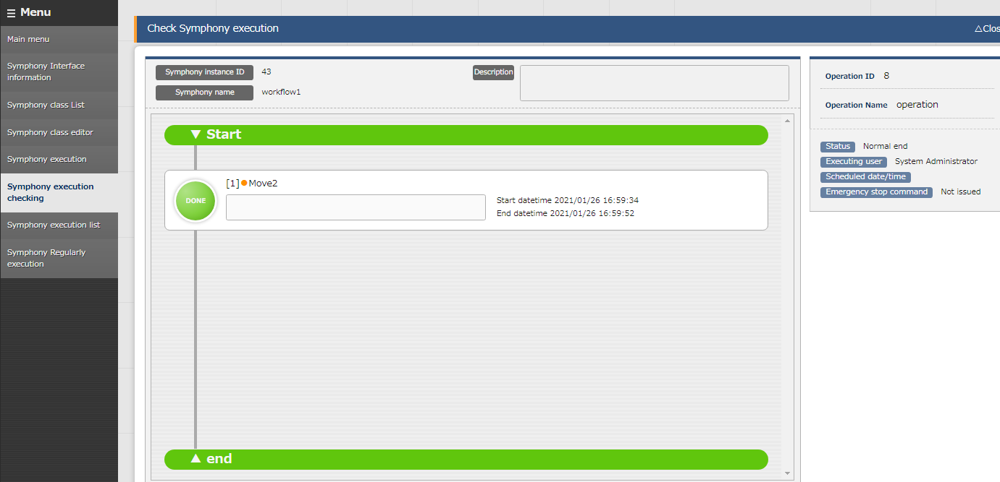 Menu
Main menu
Symphony Interface
information
Symphony class List
Symphony class editor
Symphony execution
Symphony execution
checking
Symphony execution list
Symphony Regularly
execution
Check Symphony execution
△Clos
Symphony instance ID 43
Description
Symphony name workflow1
▼ Start
DONE
[1] Move2
Start datetime 2021/01/26 16:59:34
End datetime 2021/01/26 16:59:52
▲ end
Operation ID 8
Operation Name operation
Status Normal end
Executing user System Administrator
Scheduled date/time
Emergency stop command Not issued